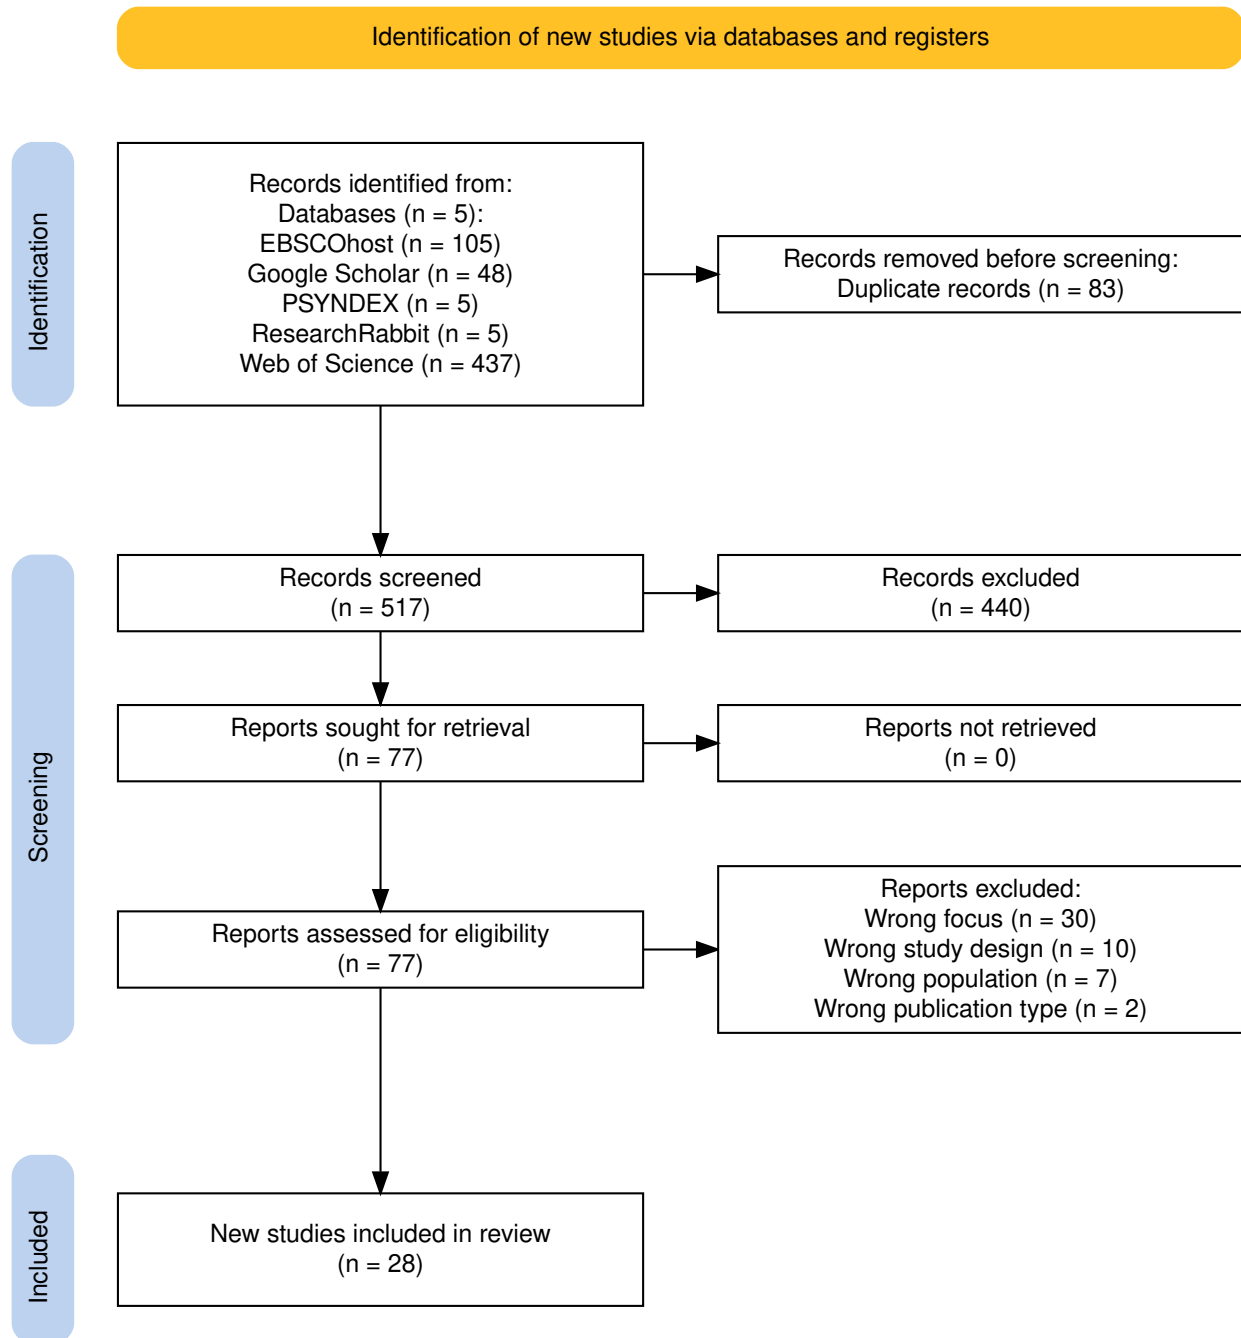 Identification of new studies via databases and registers
Identification
Records identified from:
Databases (n = 5):
EBSCOhost (n = 105)
Google Scholar (n = 48)
PSYNDEX (n = 5)
ResearchRabbit (n = 5)
Web of Science (n = 437)
Records removed before screening:
Duplicate records (n = 83)
Screening
Records screened
(n = 517)
Records excluded
(n = 440)
Reports sought for retrieval
(n = 77)
Reports not retrieved
(n = 0)
Reports assessed for eligibility
(n = 77)
Reports excluded:
Wrong focus (n = 30)
Wrong study design (n = 10)
Wrong population (n = 7)
Wrong publication type (n = 2)
Included
New studies included in review
(n = 28)